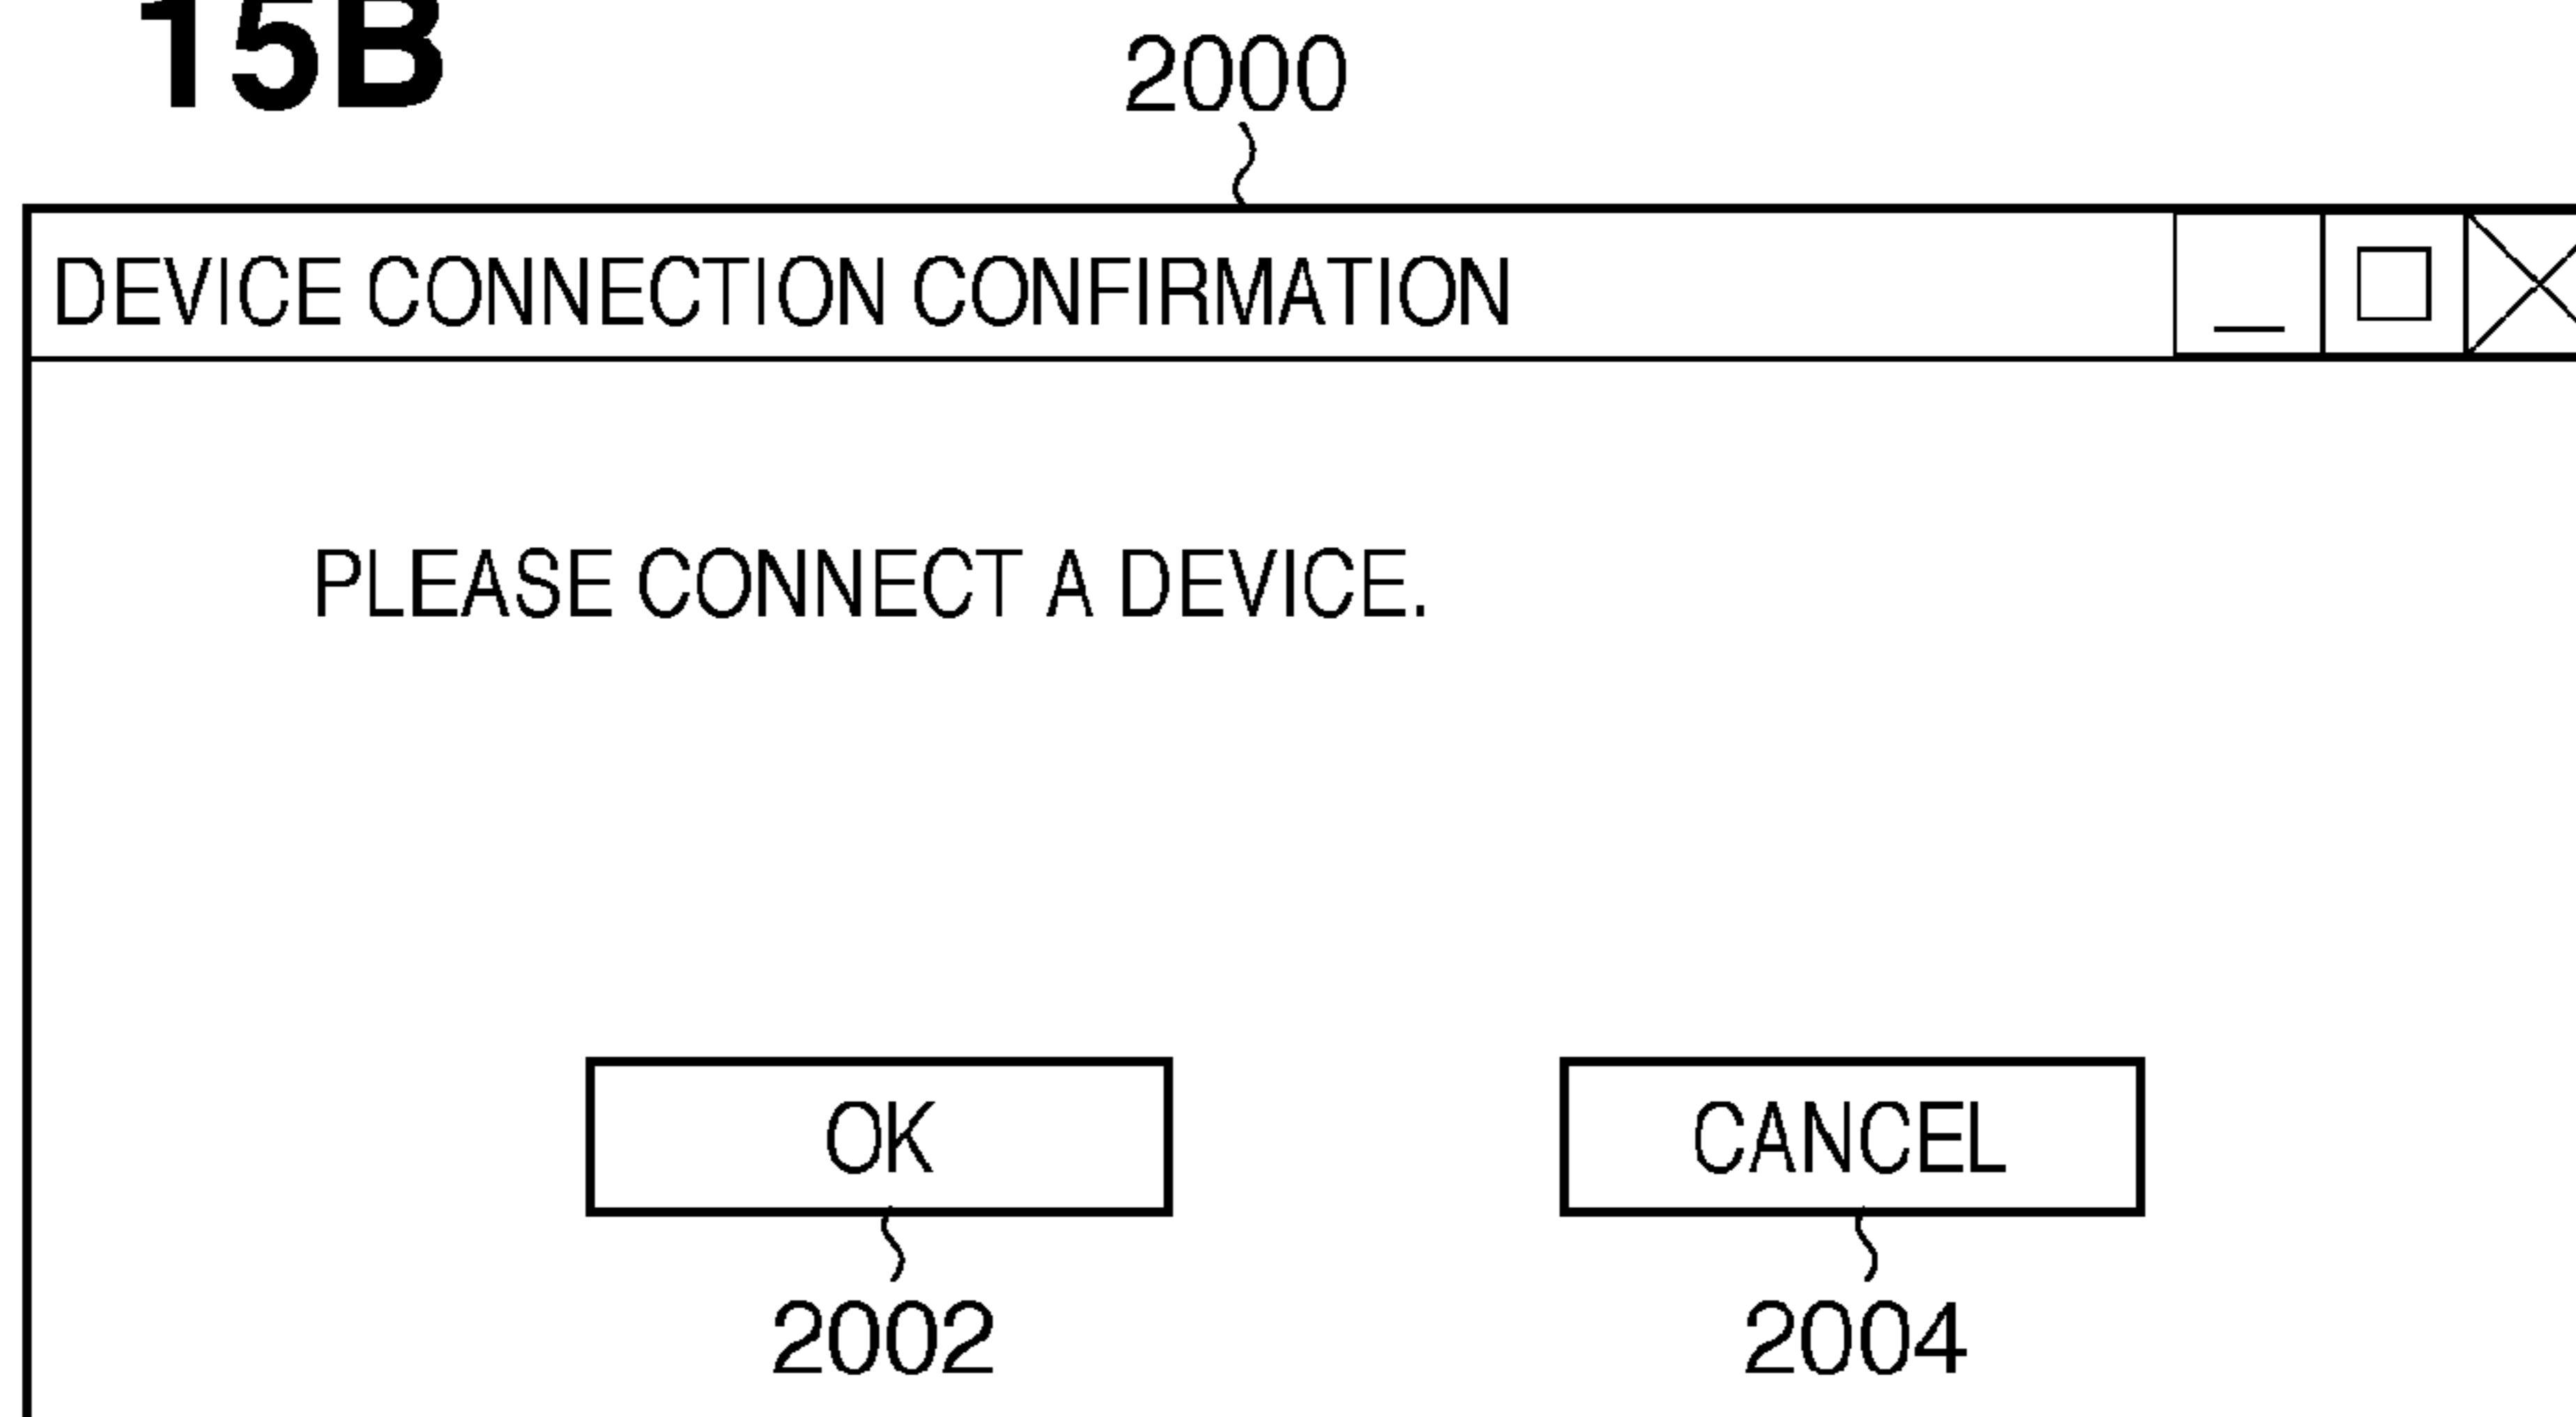 15B
2000
DEVICE CONNECTION CONFIRMATION
PLEASE CONNECT A DEVICE.
OK
CANCEL
2002
2004